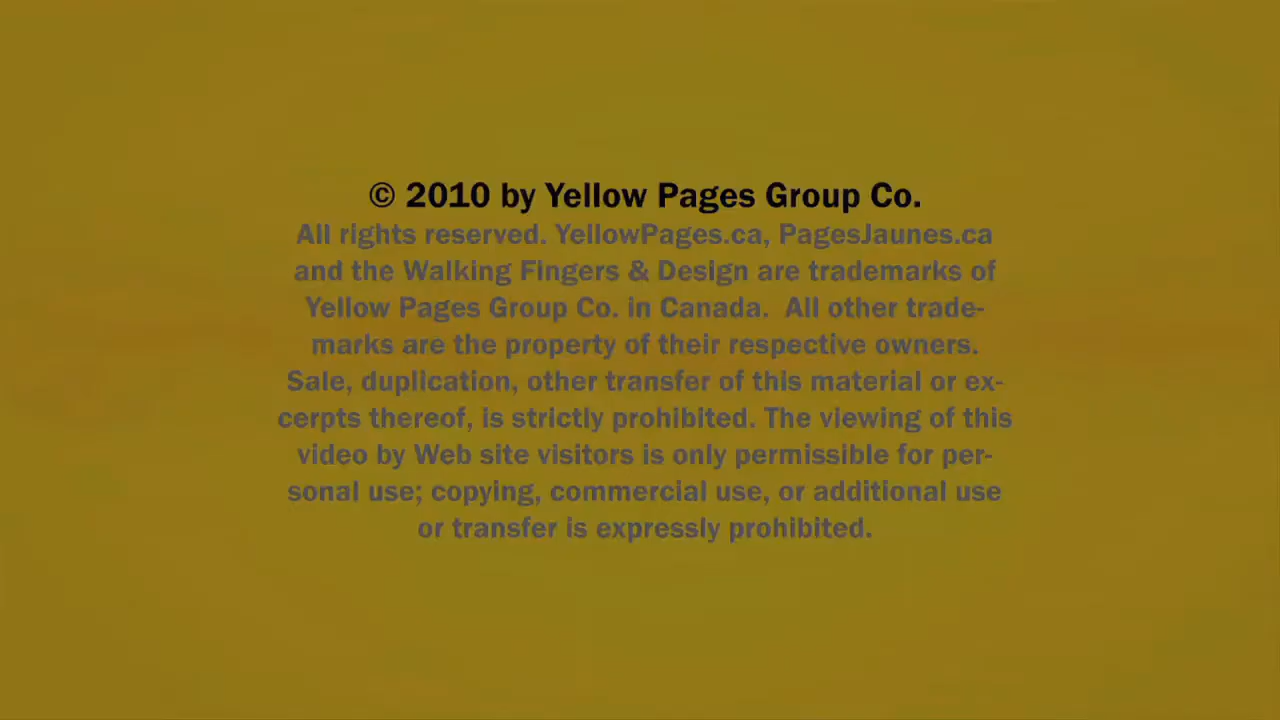 © 2010 by Yellow Pages Group Co.
All rights reserved. YellowPages.ca, PagesJaunes.ca
and the Walking Fingers & Design are trademarks of
Yellow Pages Group Co. in Canada.  All other trade-
marks are the property of their respective owners.
Sale, duplication, other transfer of this material or ex-
cerpts thereof, is strictly prohibited. The viewing of this
video by Web site visitors is only permissible for per-
sonal use; copying, commercial use, or additional use
or transfer is expressly prohibited.